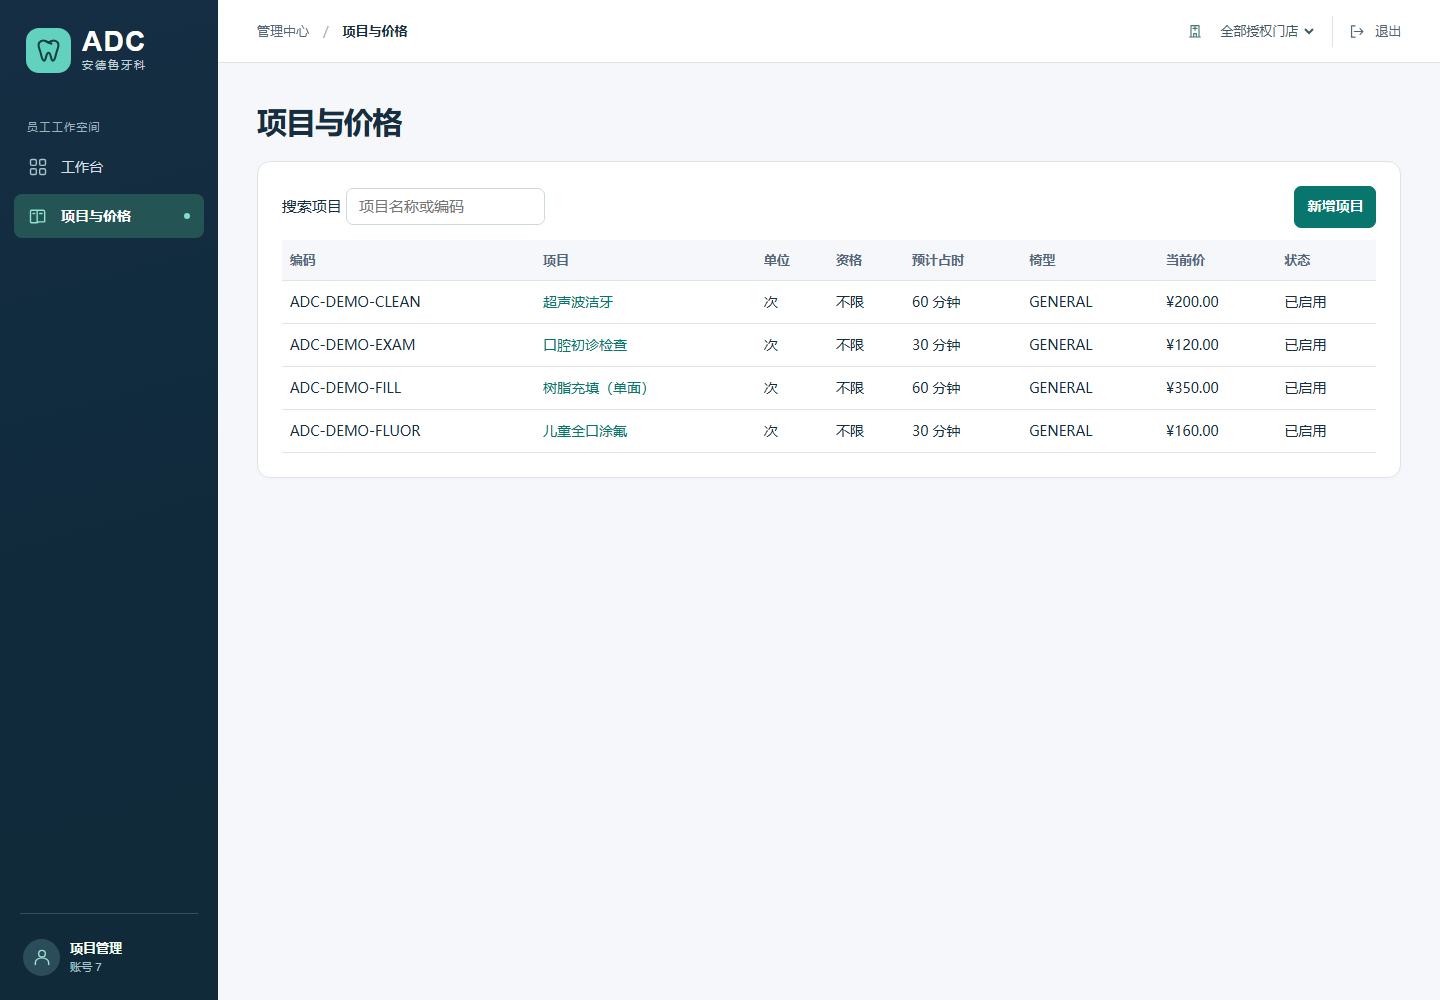 ADC
安德鲁牙科
员工工作空间
工作台
项目与价格
项目管理
账号 7
管理中心 / 项目与价格
全部授权门店
退出
项目与价格
搜索项目 项目名称或编码
新增项目
编码 项目 单位 资格 预计占时 椅型 当前价 状态
ADC-DEMO-CLEAN 超声波洁牙 次 不限 60 分钟 GENERAL ¥200.00 已启用
ADC-DEMO-EXAM 口腔初诊检查 次 不限 30 分钟 GENERAL ¥120.00 已启用
ADC-DEMO-FILL 树脂充填（单面） 次 不限 60 分钟 GENERAL ¥350.00 已启用
ADC-DEMO-FLUOR 儿童全口涂氟 次 不限 30 分钟 GENERAL ¥160.00 已启用